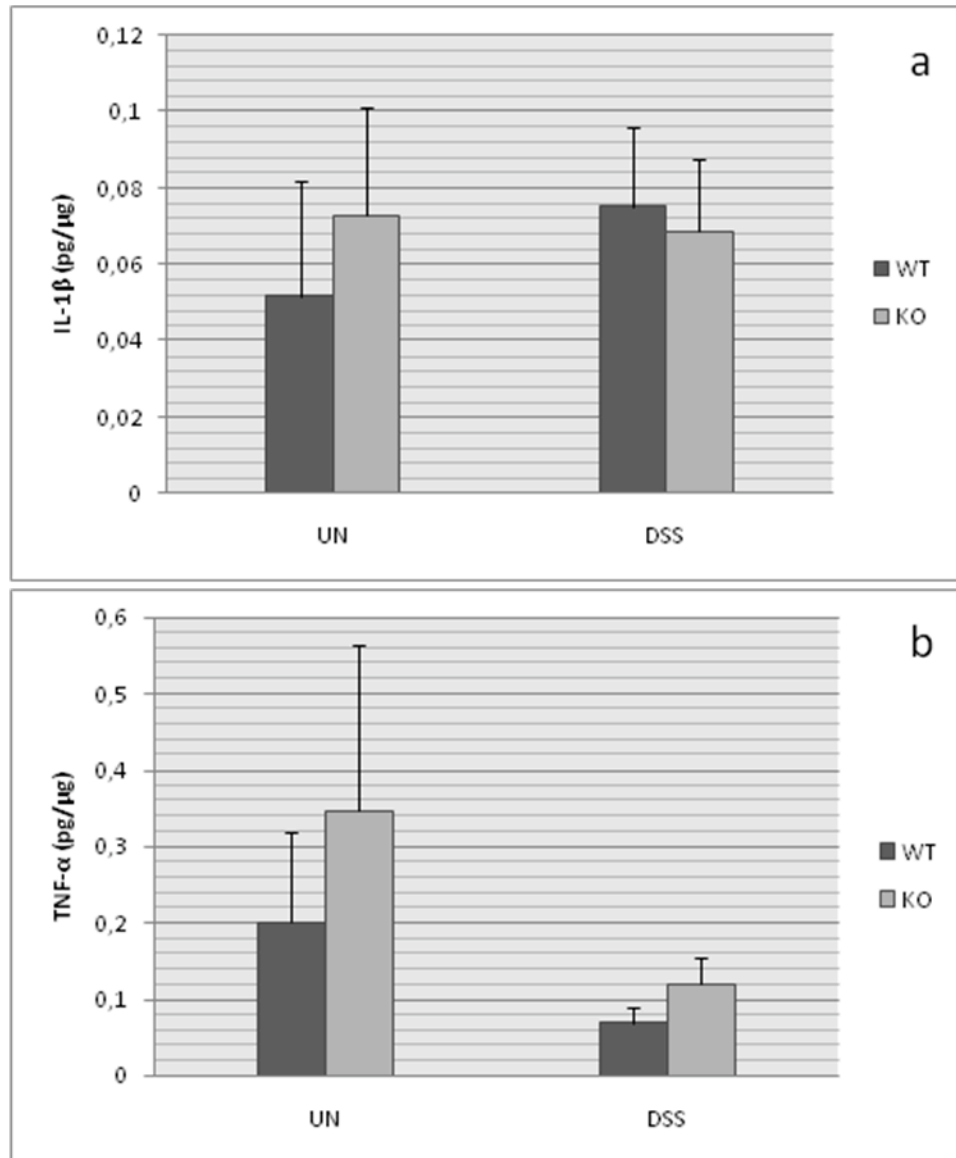 a
0,12
0,1
0,08
0,06
0,04
0,02
0
IL-1β (pg/µg)
UN
DSS
WT
KO
b
0,6
0,5
0,4
0,3
0,2
0,1
0
TNF-α (pg/µg)
UN
DSS
WT
KO